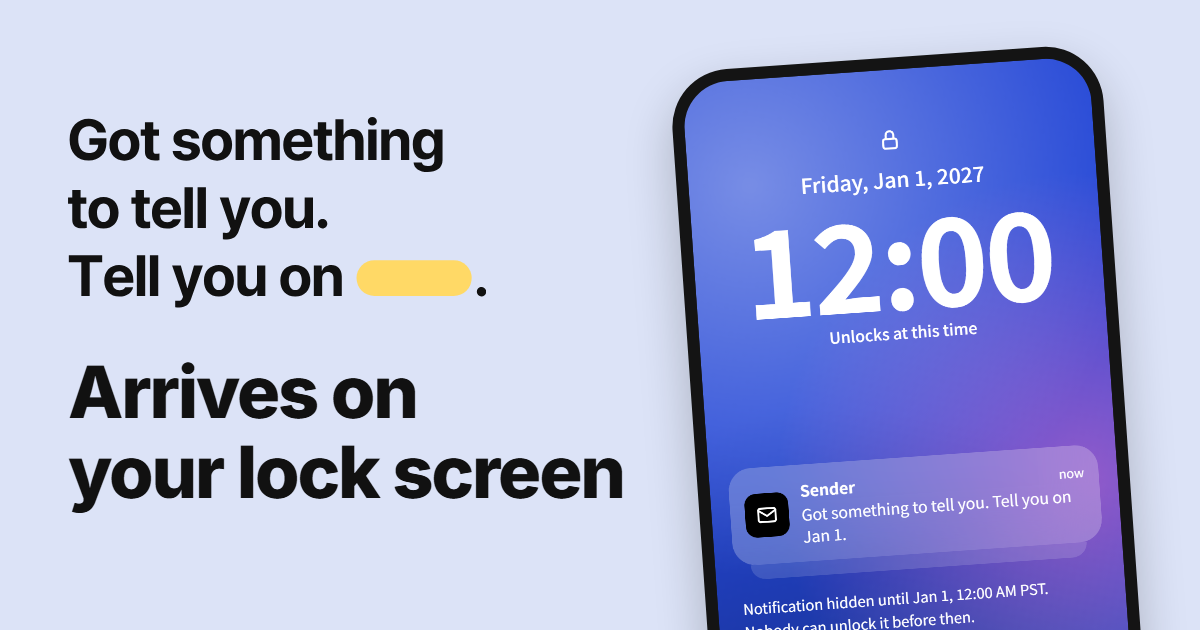 Got something
to tell you.
Tell you on .
Arrives on
your lock screen
Friday, Jan 1, 2027
12:00
Unlocks at this time
Sender
now
Got something to tell you. Tell you on
Jan 1.
Notification hidden until Jan 1, 12:00 AM PST.
Nobody can unlock it before then.